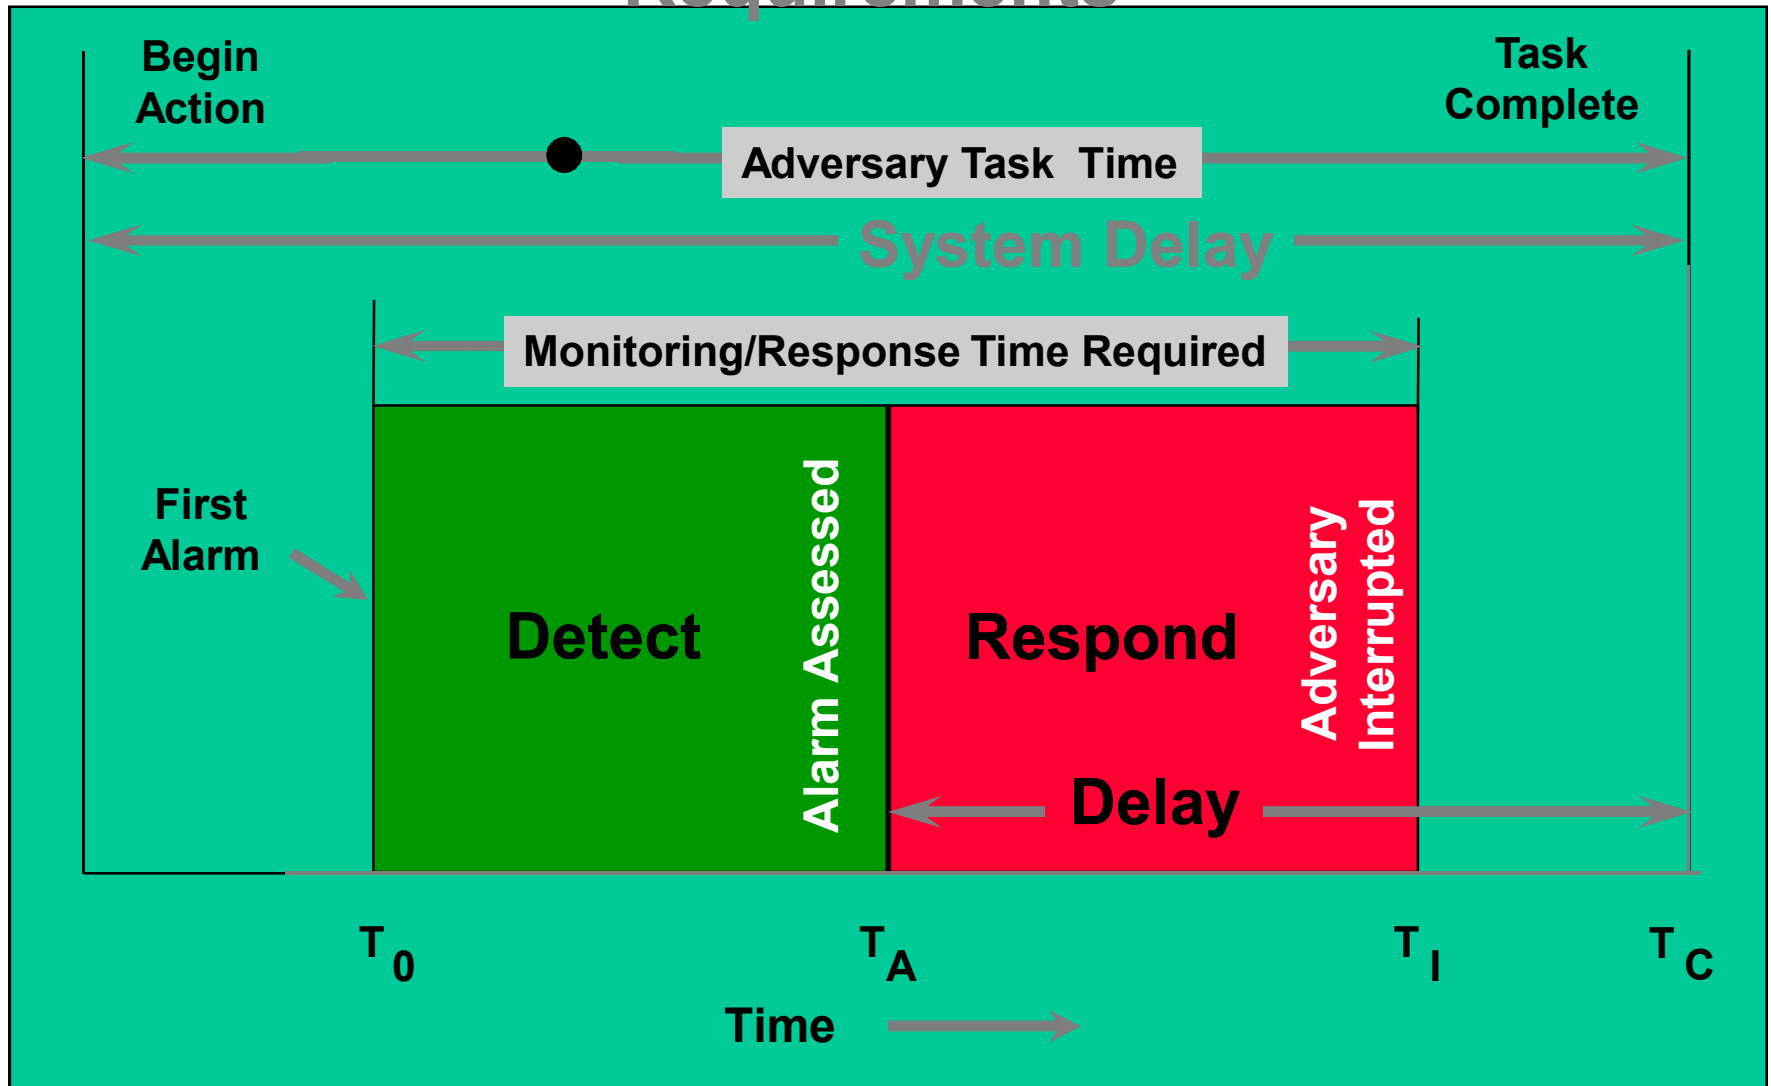 Requirements
Begin
Action
Task
Complete
Adversary Task Time
System Delay
Monitoring/Response Time Required
First
Alarm
Detect
Alarm Assessed
Respond
Adversary
Interrupted
Delay
T0
TA
TI
TC
Time